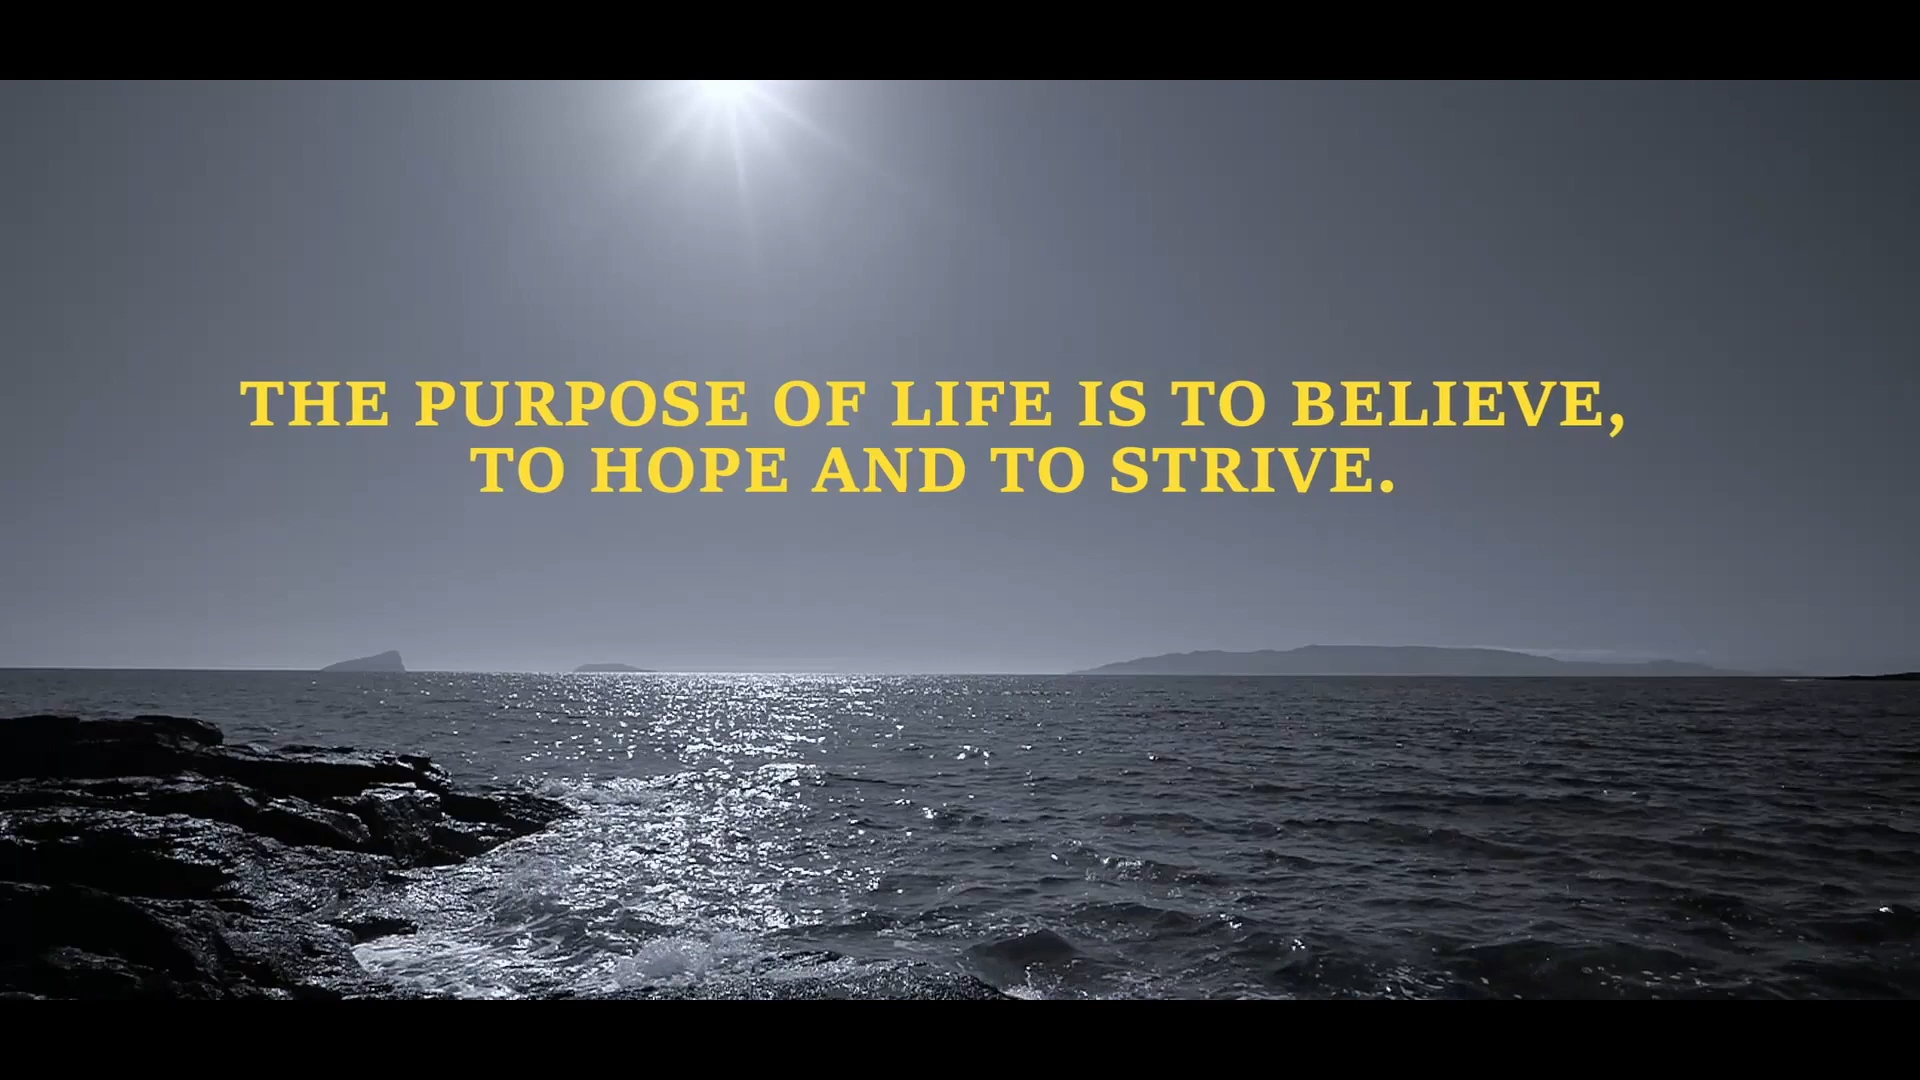 THE PURPOSE OF LIFE IS TO BELIEVE,
TO HOPE AND TO STRIVE.